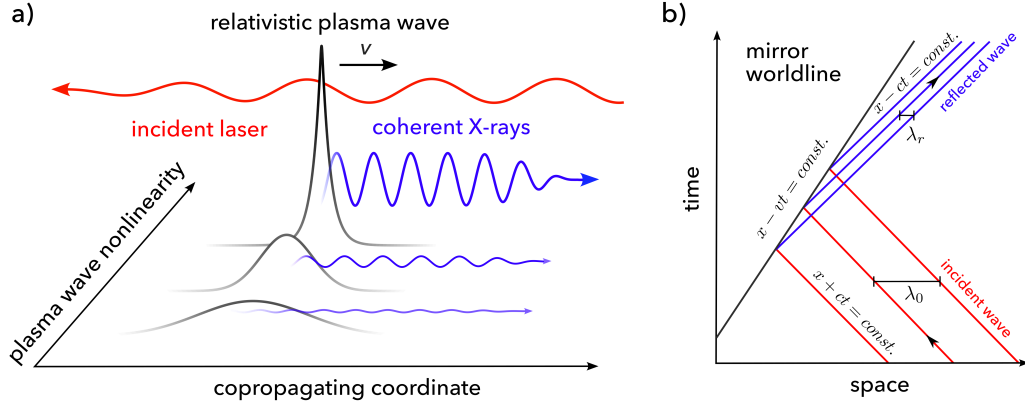 a)
relativistic plasma wave
v
incident laser
coherent X-rays
plasma wave nonlinearity
copropagating coordinate
b)
mirror
worldline
x − ct = const.
reflected wave
λr
x − vt = const.
time
x + ct = const.
λ0
incident wave
space